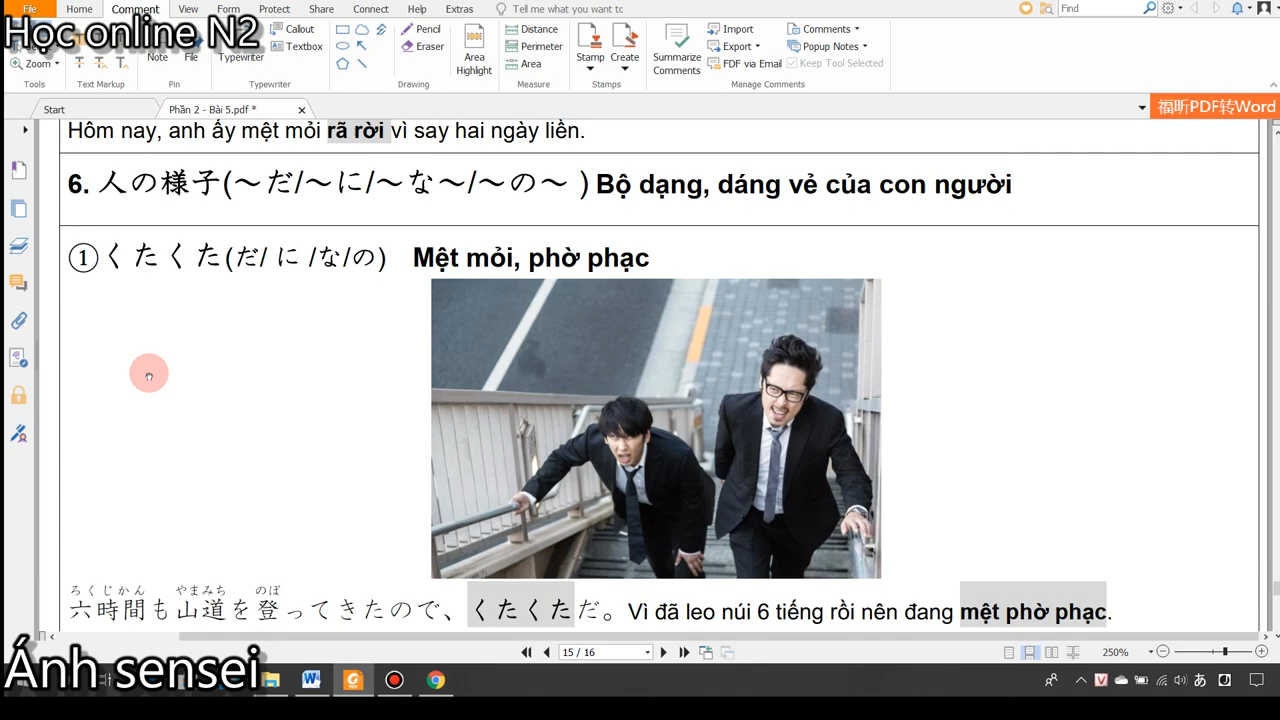 File Home Comment View Form Protect Share Connect Help Extras Tell me what you want tc Find
Học online N2
Callout
Textbox
Pencil
Eraser
Distance
Perimeter
Area
Import
Export
FDF via Email
Comments
Popup Notes
Keep Tool Selected
Zoom
Note
File
Typewriter
Area Highlight
Stamp Create
Summarize Comments
Tools Text Markup Pin Typewriter Drawing Measure Stamps Manage Comments
Start Phần 2 - Bài 5.pdf * 福昕PDF转Word
Hôm nay, anh ấy mệt mỏi rã rời vì say hai ngày liền.
6. 人の様子(～だ/～に/～な～/～の～ ) Bộ dạng, dáng vẻ của con người
①くたくた(だ/ に /な/の) Mệt mỏi, phờ phạc
ろくじかん やまみち のぼ
六時間も山道を登ってきたので、くたくただ。Vì đã leo núi 6 tiếng rồi nên đang mệt phờ phạc.
15 / 16 250%
Ánh sensei
あ